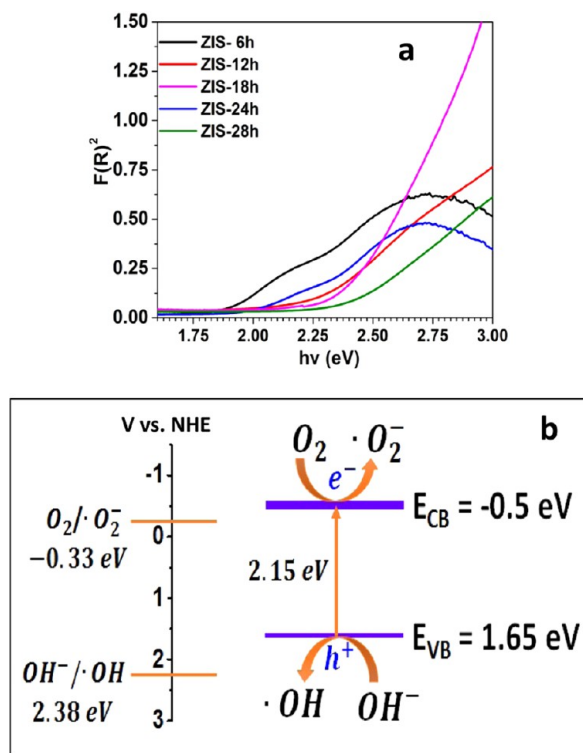 a
ZIS- 6h
ZIS-12h
ZIS-18h
ZIS-24h
ZIS-28h
F(R)²
1.50
1.25
1.00
0.75
0.50
0.25
0.00
1.75 2.00 2.25 2.50 2.75 3.00
hν (eV)
b
V vs. NHE
-1
0
1
2
3
O₂/·O₂⁻
−0.33 eV
OH⁻/·OH
2.38 eV
O₂ ·O₂⁻
e⁻
E_CB = -0.5 eV
2.15 eV
E_VB = 1.65 eV
h⁺
·OH OH⁻